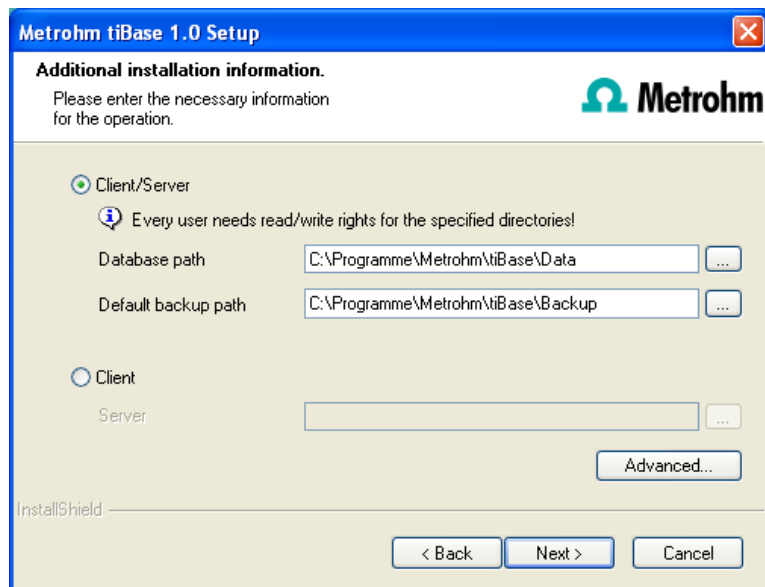 Metrohm tiBase 1.0 Setup
Additional installation information.
Please enter the necessary information
for the operation.
Metrohm
Client/Server
Every user needs read/write rights for the specified directories!
Database path
C:\Programme\Metrohm\tiBase\Data
...
Default backup path
C:\Programme\Metrohm\tiBase\Backup
...
Client
Server
...
Advanced...
InstallShield
< Back
Next >
Cancel